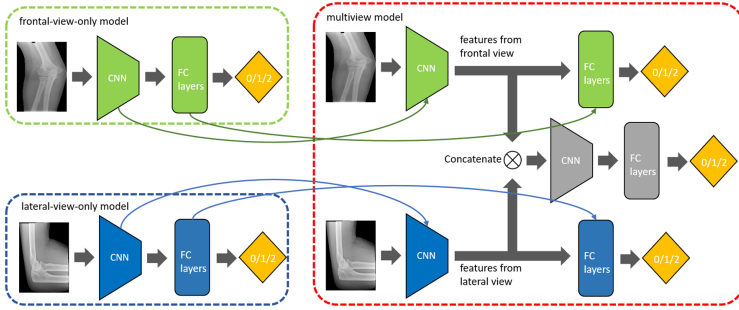 frontal-view-only model
CNN
FC
layers
0/1/2
lateral-view-only model
CNN
FC
layers
0/1/2
multiview model
CNN
features from
frontal view
FC
layers
0/1/2
Concatenate
CNN
FC
layers
0/1/2
CNN
features from
lateral view
FC
layers
0/1/2